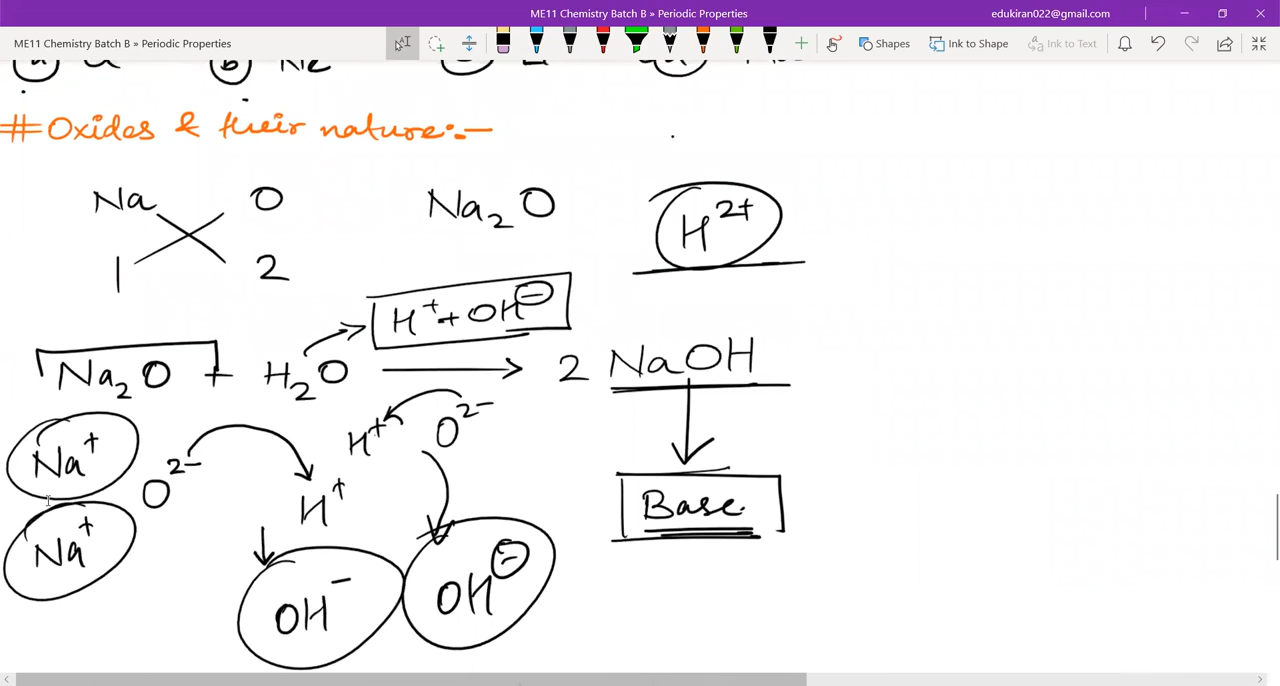 ME11 Chemistry Batch B » Periodic Properties
edukiran022@gmail.com
ME11 Chemistry Batch B » Periodic Properties
Shapes
Ink to Shape
Ink to Text
(a)
(b)
#Oxides & their nature:-
Na O
1 2
Na2O
H2+
H+ + OH-
Na2O + H2O → 2 NaOH
Na+
Na+
O2-
H+
H+
O2-
OH-
OH-
Base